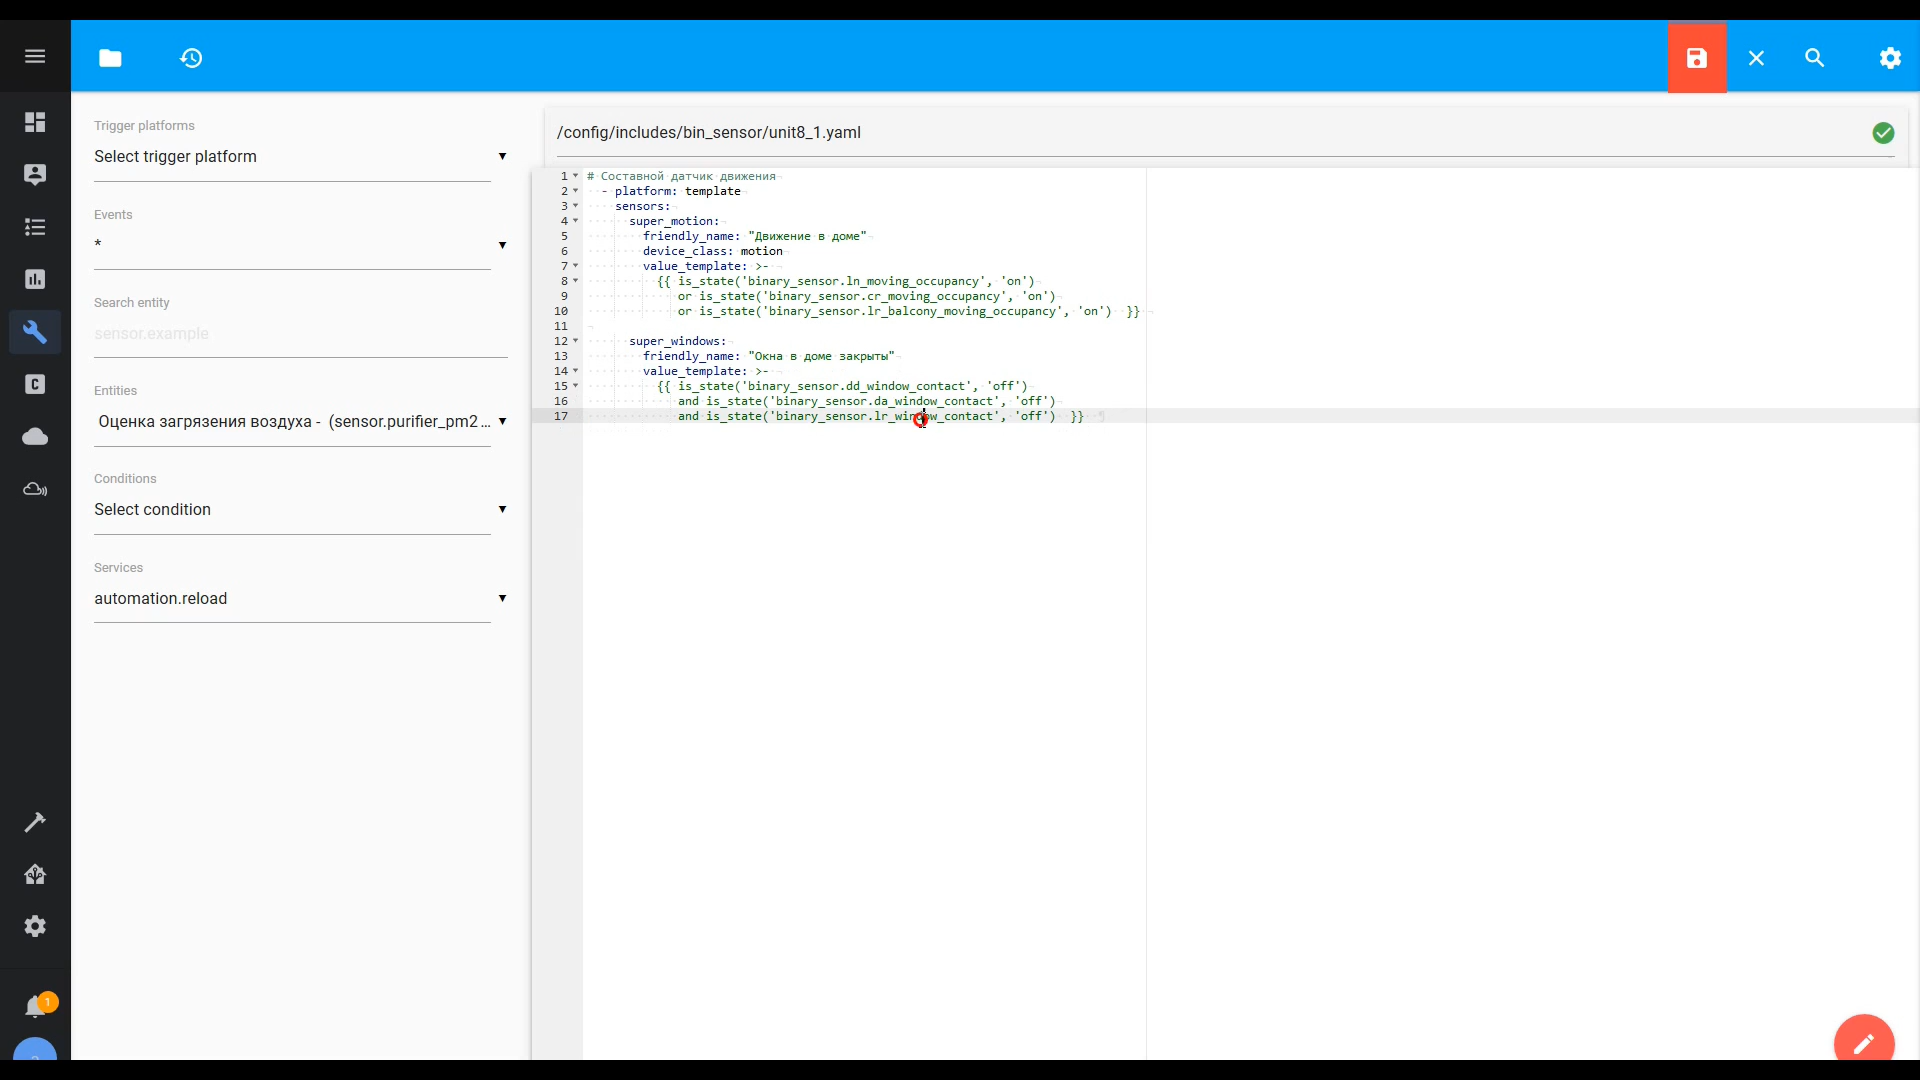 Trigger platforms
Select trigger platform
Events
*
Search entity
sensor.example
Entities
Оценка загрязения воздуха - (sensor.purifier_pm2...
Conditions
Select condition
Services
automation.reload
1
/config/includes/bin_sensor/unit8_1.yaml
1 # Составной датчик движения
2 - platform: template
3 sensors:
4 super_motion:
5 friendly_name: "Движение в доме"
6 device_class: motion
7 value_template: >-
8 {{ is_state('binary_sensor.ln_moving_occupancy', 'on')
9 or is_state('binary_sensor.cr_moving_occupancy', 'on')
10 or is_state('binary_sensor.lr_balcony_moving_occupancy', 'on') }}
11
12 super_windows:
13 friendly_name: "Окна в доме закрыты"
14 value_template: >-
15 {{ is_state('binary_sensor.dd_window_contact', 'off')
16 and is_state('binary_sensor.da_window_contact', 'off')
17 and is_state('binary_sensor.lr_window_contact', 'off') }}